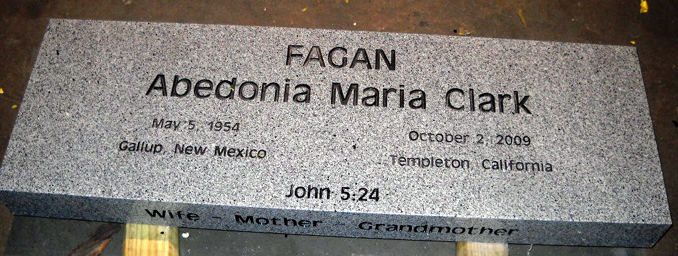 FAGAN
Abedonia Maria Clark
May 5, 1954
Gallup, New Mexico
October 2, 2009
Templeton, California
John 5:24
Wife - Mother - Grandmother